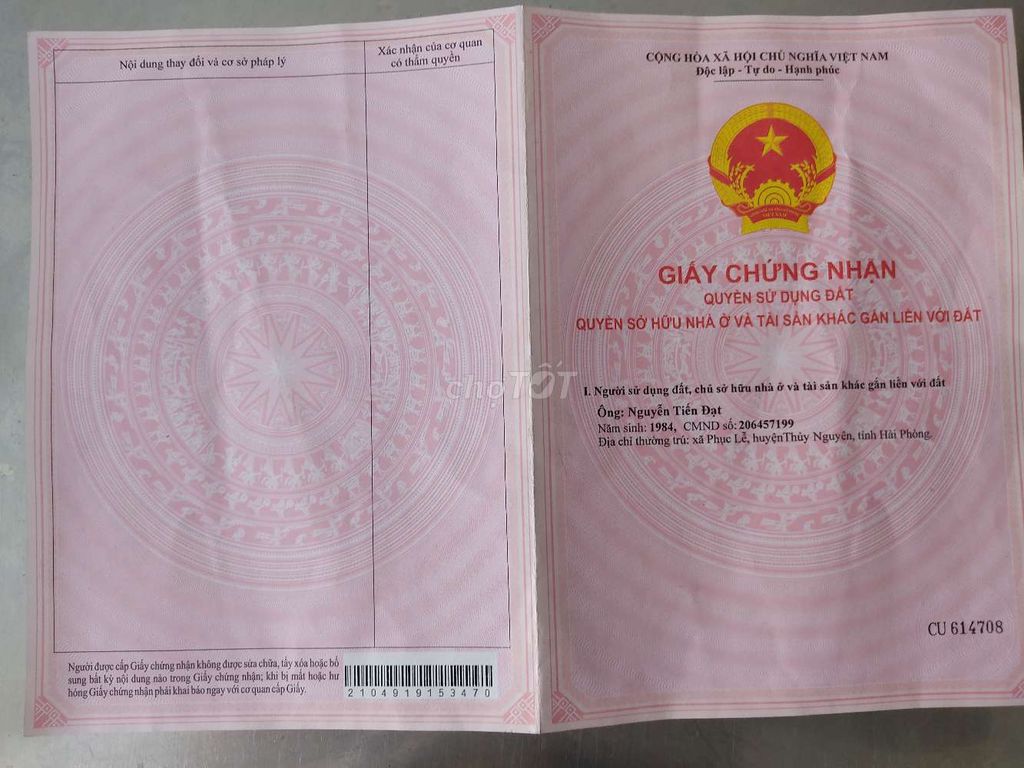 Nội dung thay đổi và cơ sở pháp lý
Xác nhận của cơ quan
có thẩm quyền
Người được cấp Giấy chứng nhận không được sửa chữa, tẩy xóa hoặc bổ
sung bất kỳ nội dung nào trong Giấy chứng nhận; khi bị mất hoặc hư
hỏng Giấy chứng nhận phải khai báo ngay với cơ quan cấp Giấy.
2104919153470
CỘNG HÒA XÃ HỘI CHỦ NGHĨA VIỆT NAM
Độc lập - Tự do - Hạnh phúc
VIỆT NAM
GIẤY CHỨNG NHẬN
QUYỀN SỬ DỤNG ĐẤT
QUYỀN SỞ HỮU NHÀ Ở VÀ TÀI SẢN KHÁC GẮN LIỀN VỚI ĐẤT
I. Người sử dụng đất, chủ sở hữu nhà ở và tài sản khác gắn liền với đất
Ông: Nguyễn Tiến Đạt
Năm sinh: 1984, CMND số: 206457199
Địa chỉ thường trú: xã Phục Lễ, huyệnThủy Nguyên, tỉnh Hải Phòng.
CU 614708
chợTỐT